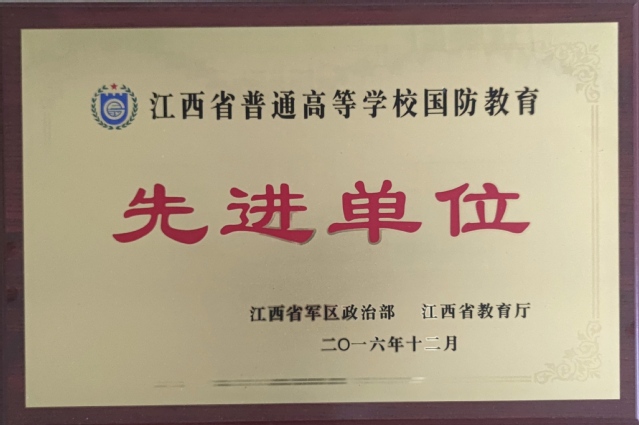 江西省普通高等学校国防教育
先进单位
江西省军区政治部 江西省教育厅
二〇一六年十二月